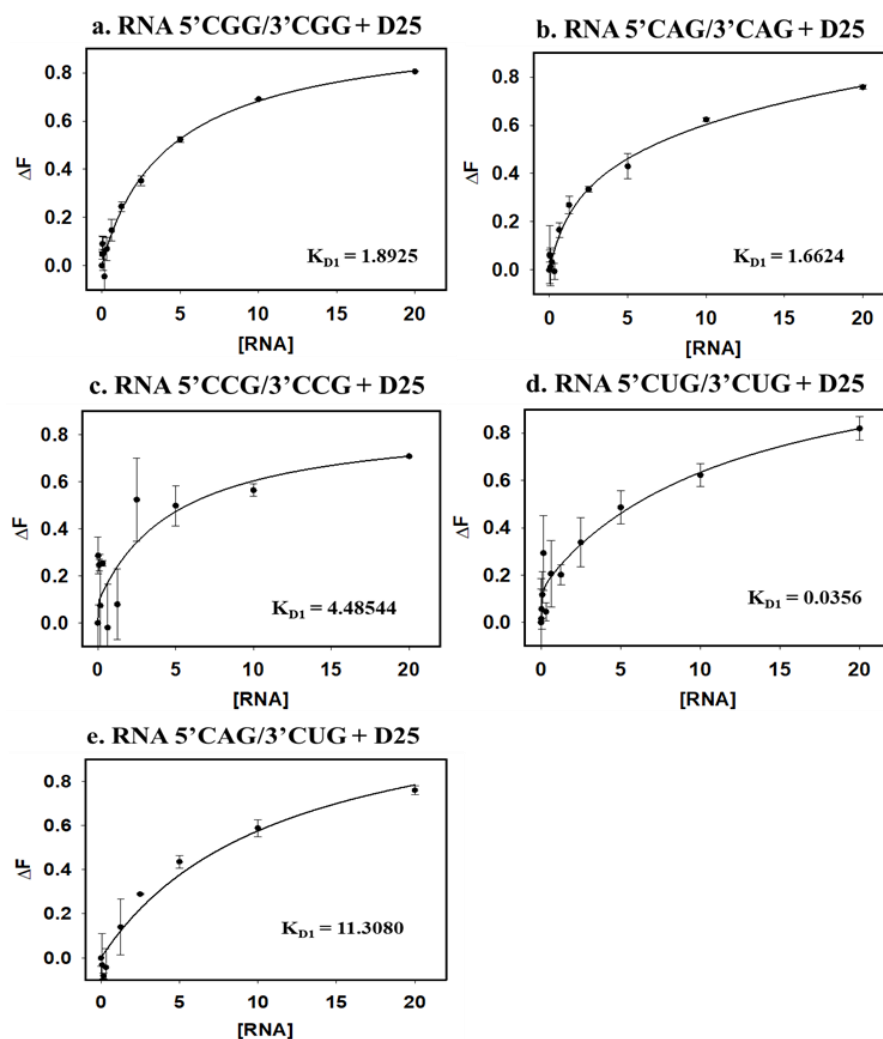 a. RNA 5’CGG/3’CGG + D25
0.8
0.6
0.4
0.2
0.0
ΔF
K_D1 = 1.8925
0 5 10 15 20
[RNA]
b. RNA 5’CAG/3’CAG + D25
0.8
0.6
0.4
0.2
0.0
ΔF
K_D1 = 1.6624
0 5 10 15 20
[RNA]
c. RNA 5’CCG/3’CCG + D25
0.8
0.6
0.4
0.2
0.0
ΔF
K_D1 = 4.48544
0 5 10 15 20
[RNA]
d. RNA 5’CUG/3’CUG + D25
0.8
0.6
0.4
0.2
0.0
ΔF
K_D1 = 0.0356
0 5 10 15 20
[RNA]
e. RNA 5’CAG/3’CUG + D25
0.8
0.6
0.4
0.2
0.0
ΔF
K_D1 = 11.3080
0 5 10 15 20
[RNA]